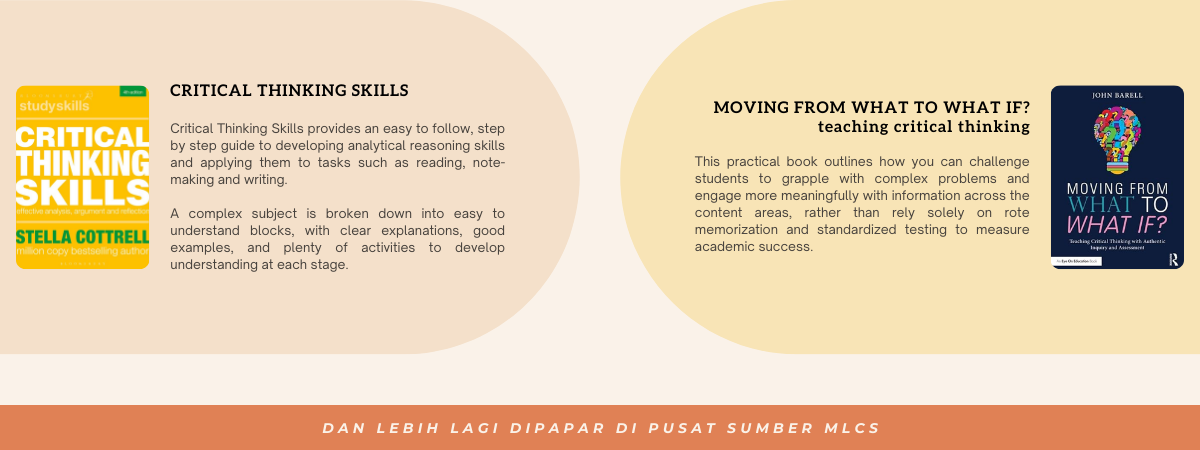 studyskills
CRITICAL
THINKING
SKILLS
effective analysis, argument and reflection
STELLA COTTRELL
million copy bestselling author
CRITICAL THINKING SKILLS
Critical Thinking Skills provides an easy to follow, step
by step guide to developing analytical reasoning skills
and applying them to tasks such as reading, note-
making and writing.
A complex subject is broken down into easy to
understand blocks, with clear explanations, good
examples, and plenty of activities to develop
understanding at each stage.
MOVING FROM WHAT TO WHAT IF?
teaching critical thinking
This practical book outlines how you can challenge
students to grapple with complex problems and
engage more meaningfully with information across the
content areas, rather than rely solely on rote
memorization and standardized testing to measure
academic success.
JOHN BARELL
MOVING FROM
WHAT TO
WHAT IF?
Teaching Critical Thinking with Authentic
Inquiry and Assessment
An Eye On Education Book
R
DAN LEBIH LAGI DIPAPAR DI PUSAT SUMBER MLCS